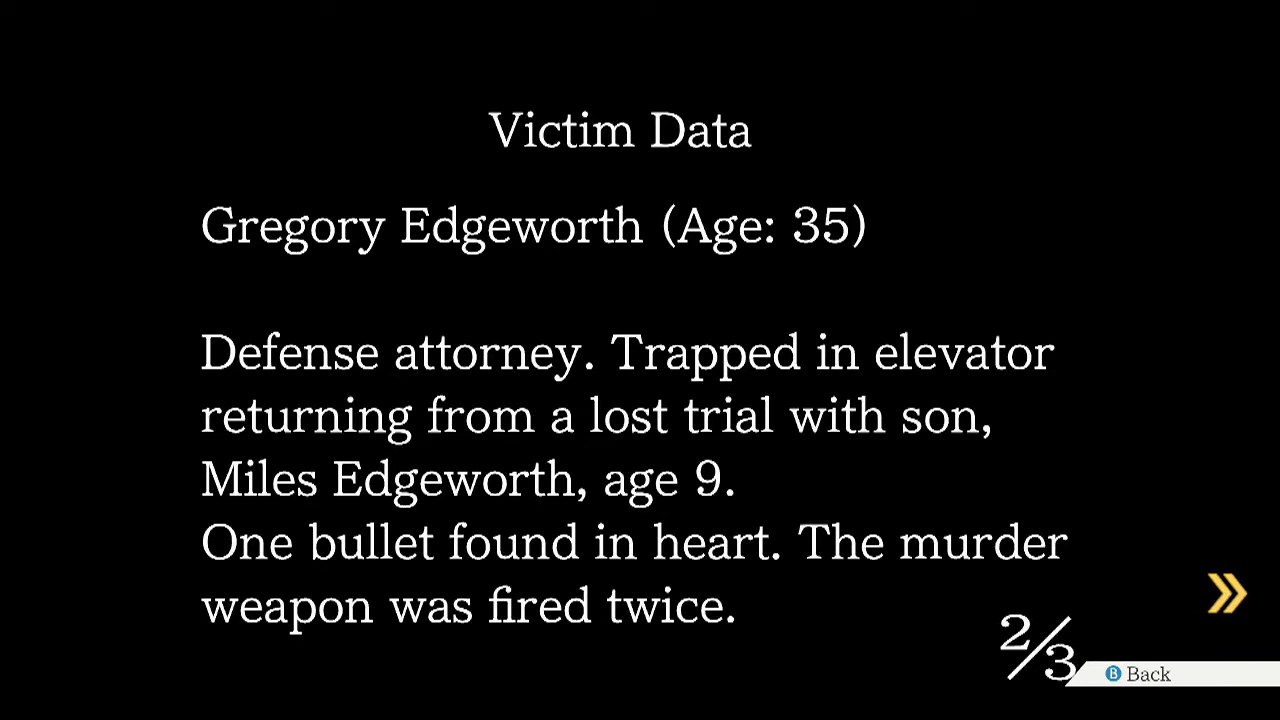 Victim Data
Gregory Edgeworth (Age: 35)
Defense attorney. Trapped in elevator
returning from a lost trial with son,
Miles Edgeworth, age 9.
One bullet found in heart. The murder
weapon was fired twice.
2/3
B Back